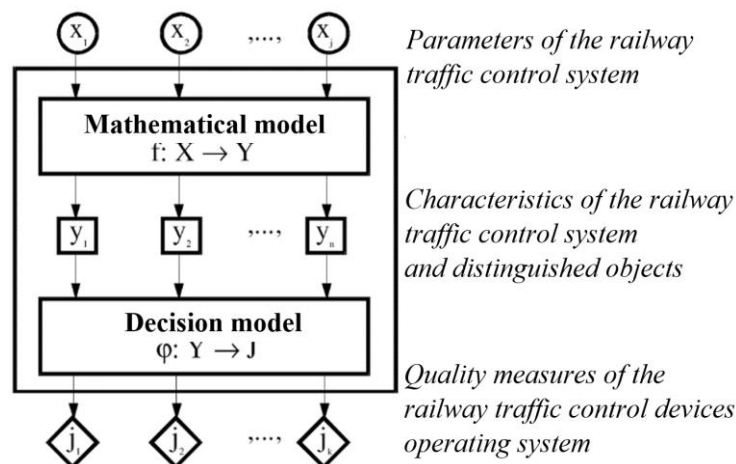 x₁ x₂ ,..., xⱼ
Parameters of the railway
traffic control system
Mathematical model
f: X → Y
Characteristics of the railway
traffic control system
and distinguished objects
y₁ y₂ ,..., yₙ
Decision model
φ: Y → J
Quality measures of the
railway traffic control devices
operating system
j₁ j₂ ,..., jₖ